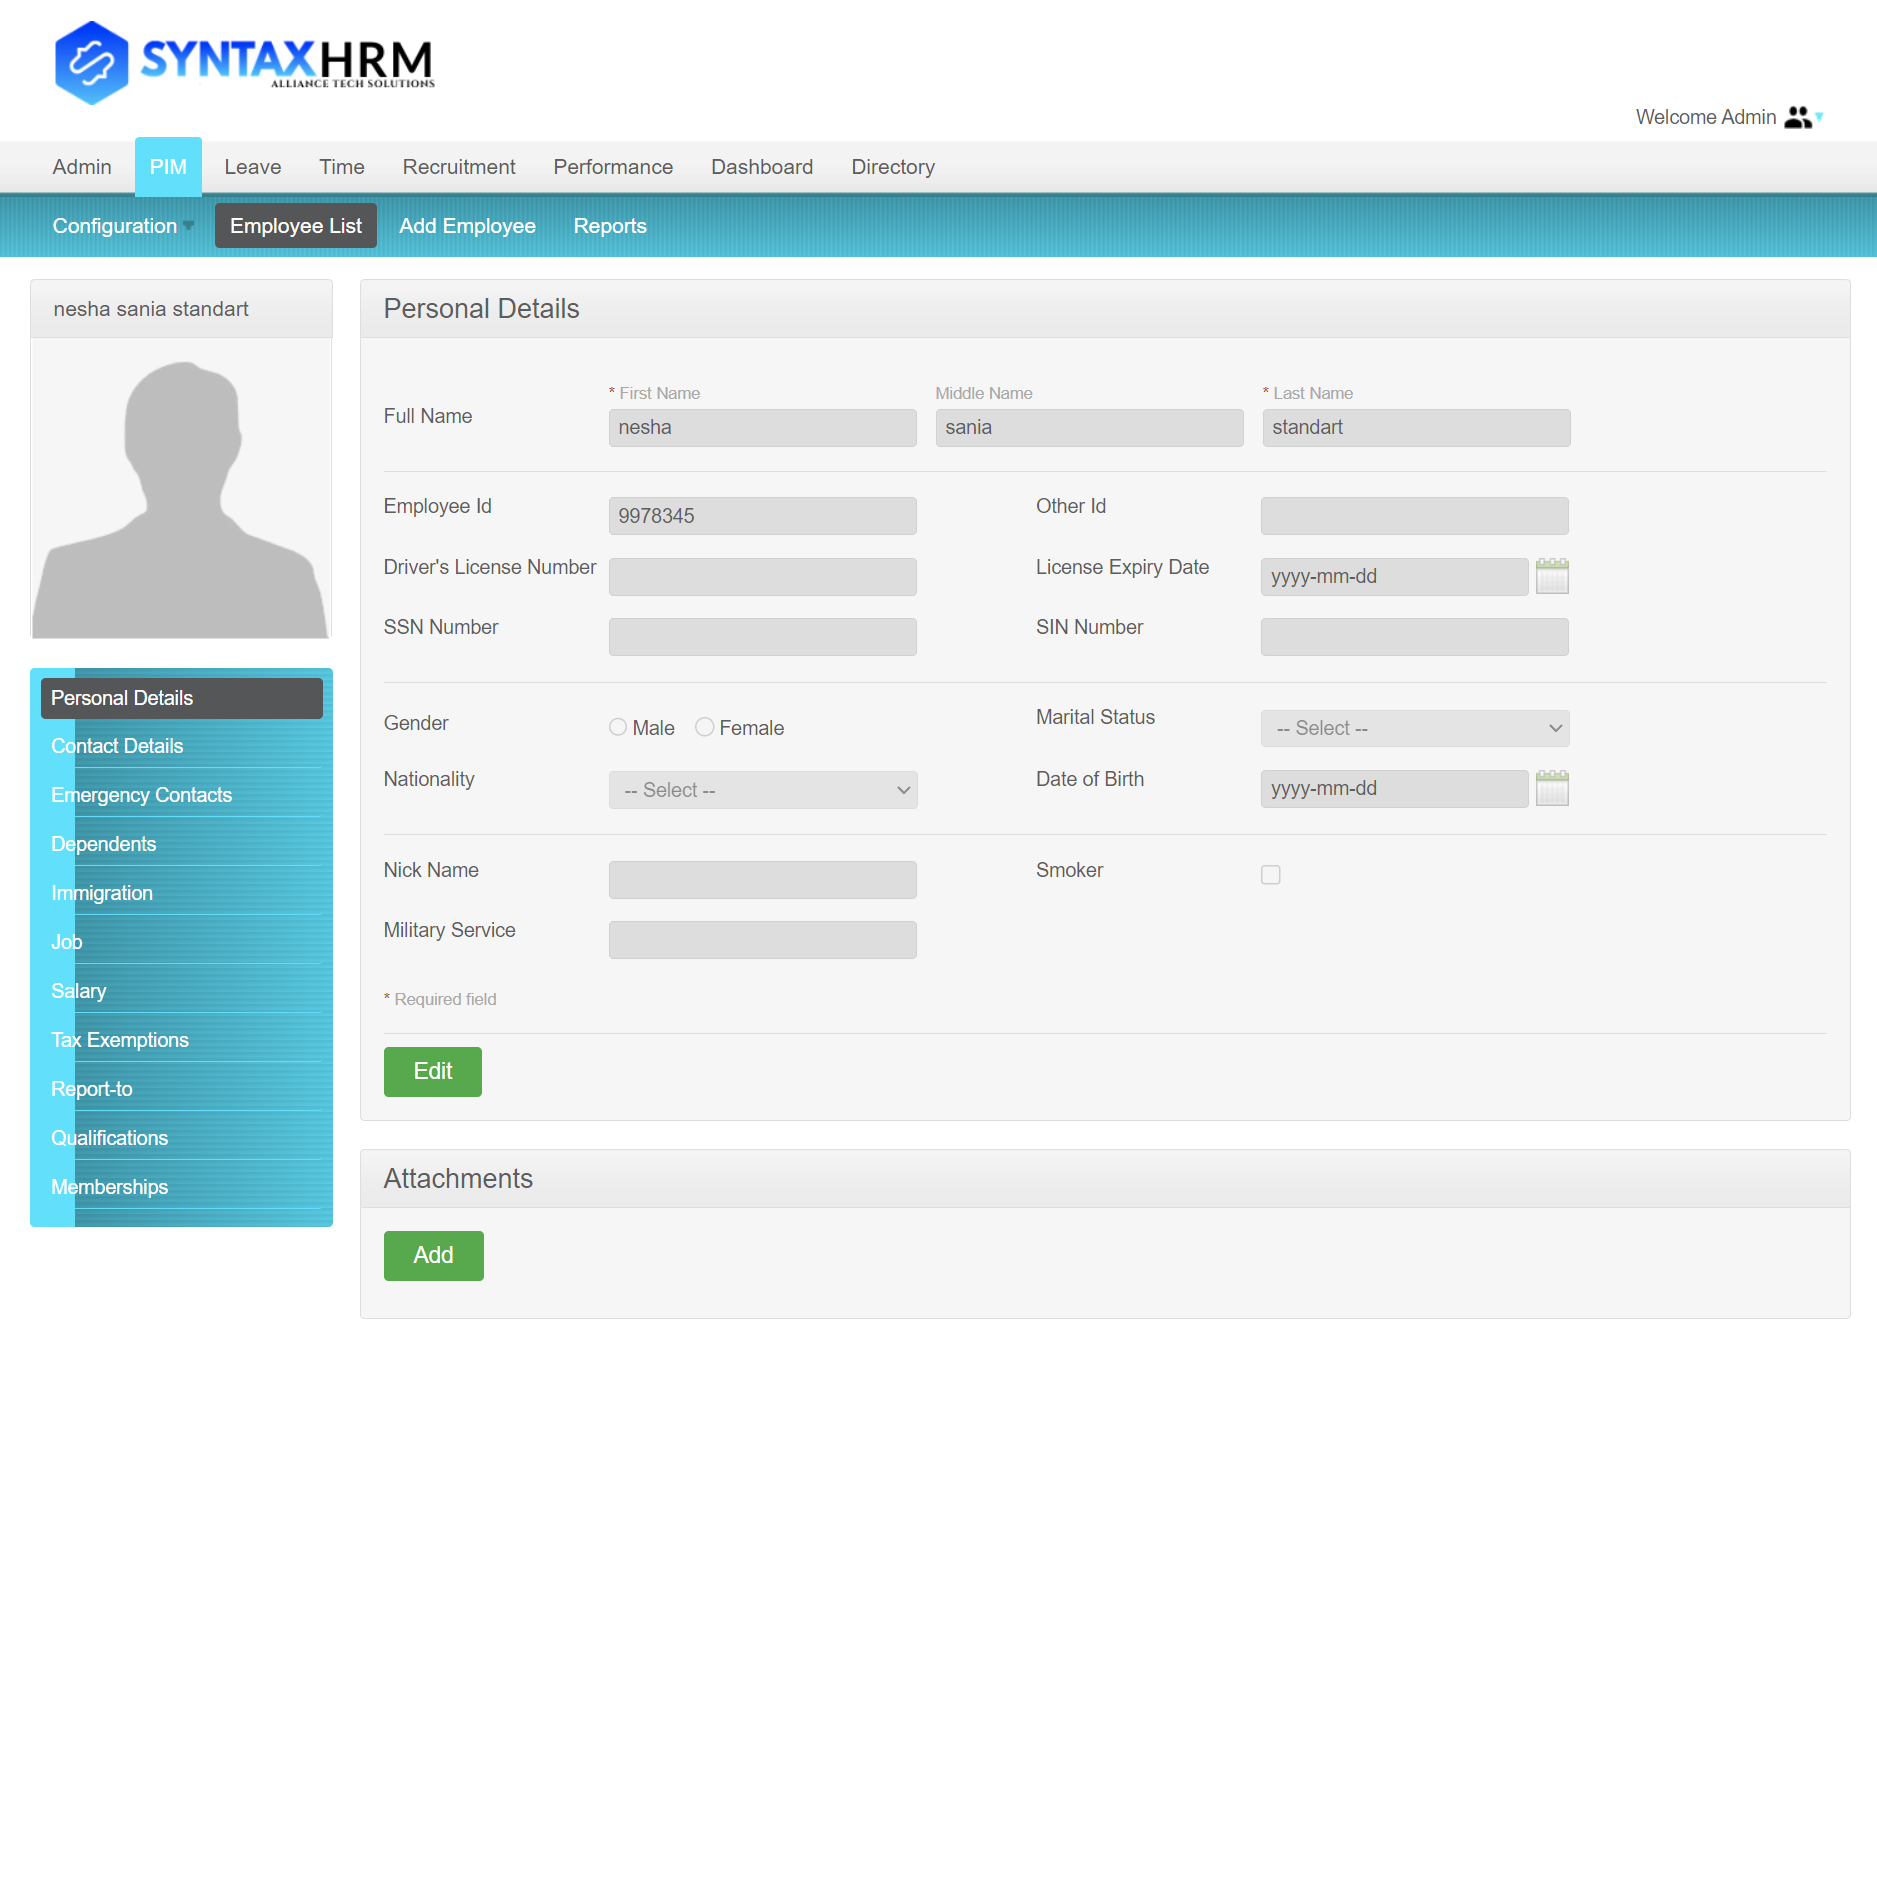 SYNTAXHRM
ALLIANCE TECH SOLUTIONS
Welcome Admin
Admin PIM Leave Time Recruitment Performance Dashboard Directory
Configuration Employee List Add Employee Reports
nesha sania standart
Personal Details
Contact Details
Emergency Contacts
Dependents
Immigration
Job
Salary
Tax Exemptions
Report-to
Qualifications
Memberships
Personal Details
* First Name Middle Name * Last Name
Full Name nesha sania standart
Employee Id 9978345 Other Id
Driver's License Number License Expiry Date yyyy-mm-dd
SSN Number SIN Number
Gender Male Female Marital Status -- Select --
Nationality -- Select -- Date of Birth yyyy-mm-dd
Nick Name Smoker
Military Service
* Required field
Edit
Attachments
Add